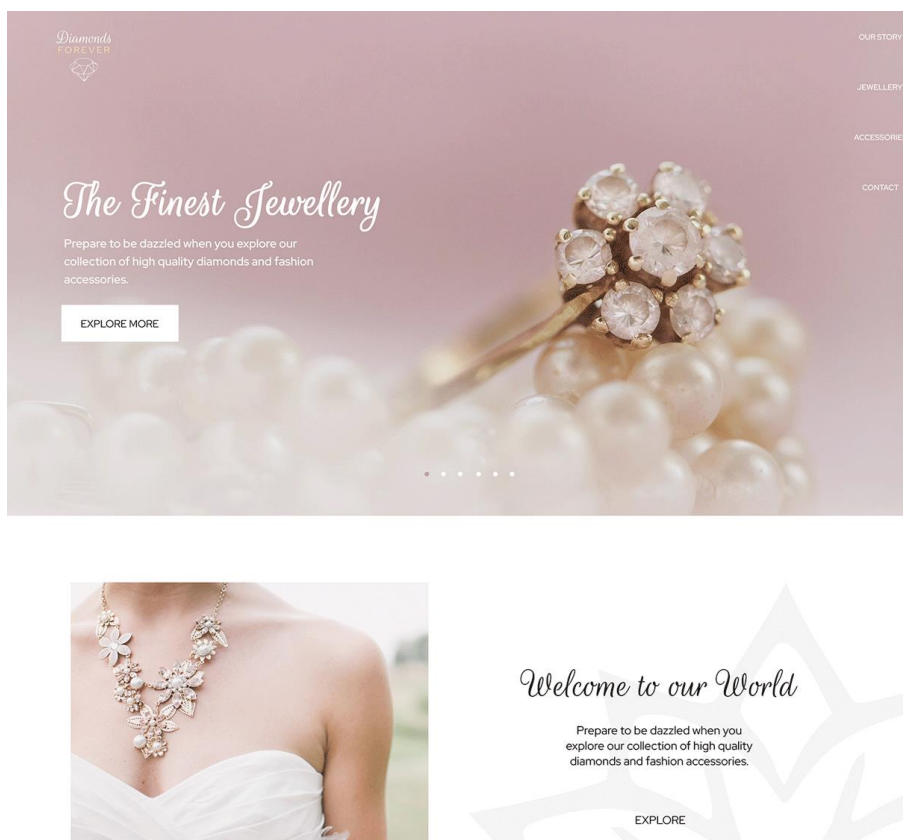 Diamonds
FOREVER
OUR STORY
JEWELLERY
ACCESSORIE
CONTACT
The Finest Jewellery
Prepare to be dazzled when you explore our
collection of high quality diamonds and fashion
accessories.
EXPLORE MORE
Welcome to our World
Prepare to be dazzled when you
explore our collection of high quality
diamonds and fashion accessories.
EXPLORE